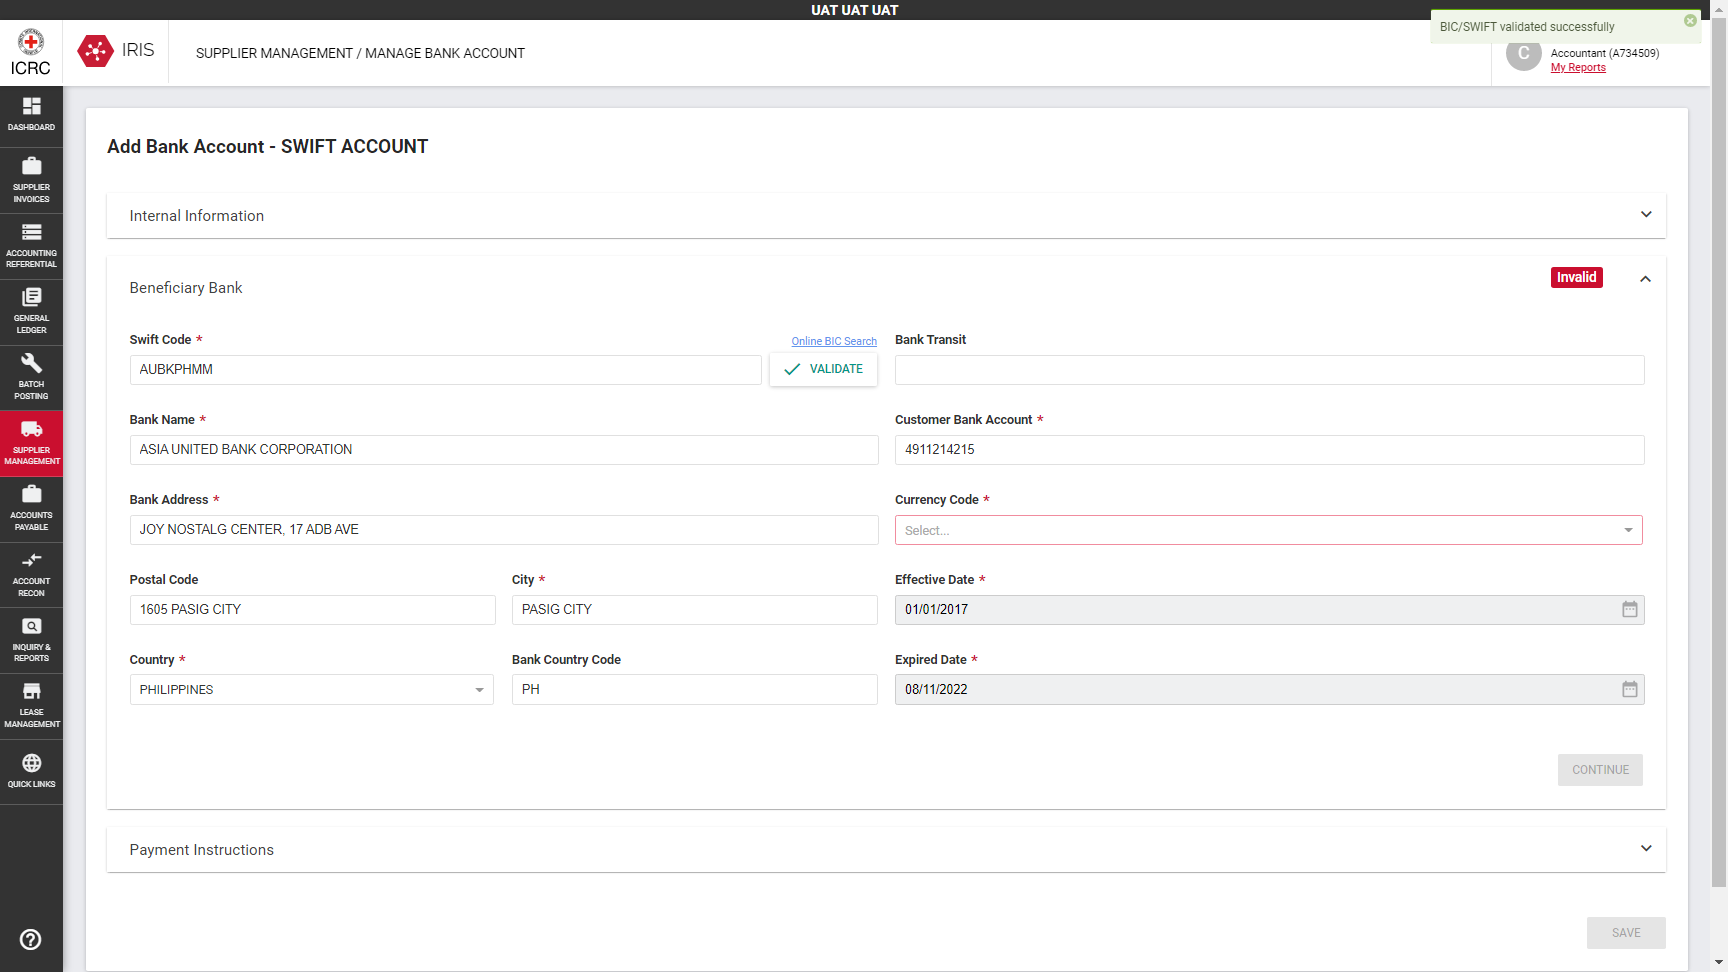 UAT UAT UAT
BIC/SWIFT validated successfully
ICRC
IRIS
SUPPLIER MANAGEMENT / MANAGE BANK ACCOUNT
C
Accountant (A734509)
My Reports
DASHBOARD
SUPPLIER
INVOICES
ACCOUNTING
REFERENTIAL
GENERAL
LEDGER
BATCH
POSTING
SUPPLIER
MANAGEMENT
ACCOUNTS
PAYABLE
ACCOUNT
RECON
INQUIRY &
REPORTS
LEASE
MANAGEMENT
QUICK LINKS
Add Bank Account - SWIFT ACCOUNT
Internal Information
Beneficiary Bank
Invalid
Swift Code *
Online BIC Search
Bank Transit
AUBKPHMM
VALIDATE
Bank Name *
Customer Bank Account *
ASIA UNITED BANK CORPORATION
4911214215
Bank Address *
Currency Code *
JOY NOSTALG CENTER, 17 ADB AVE
Select...
Postal Code
City *
Effective Date *
1605 PASIG CITY
PASIG CITY
01/01/2017
Country *
Bank Country Code
Expired Date *
PHILIPPINES
PH
08/11/2022
CONTINUE
Payment Instructions
SAVE